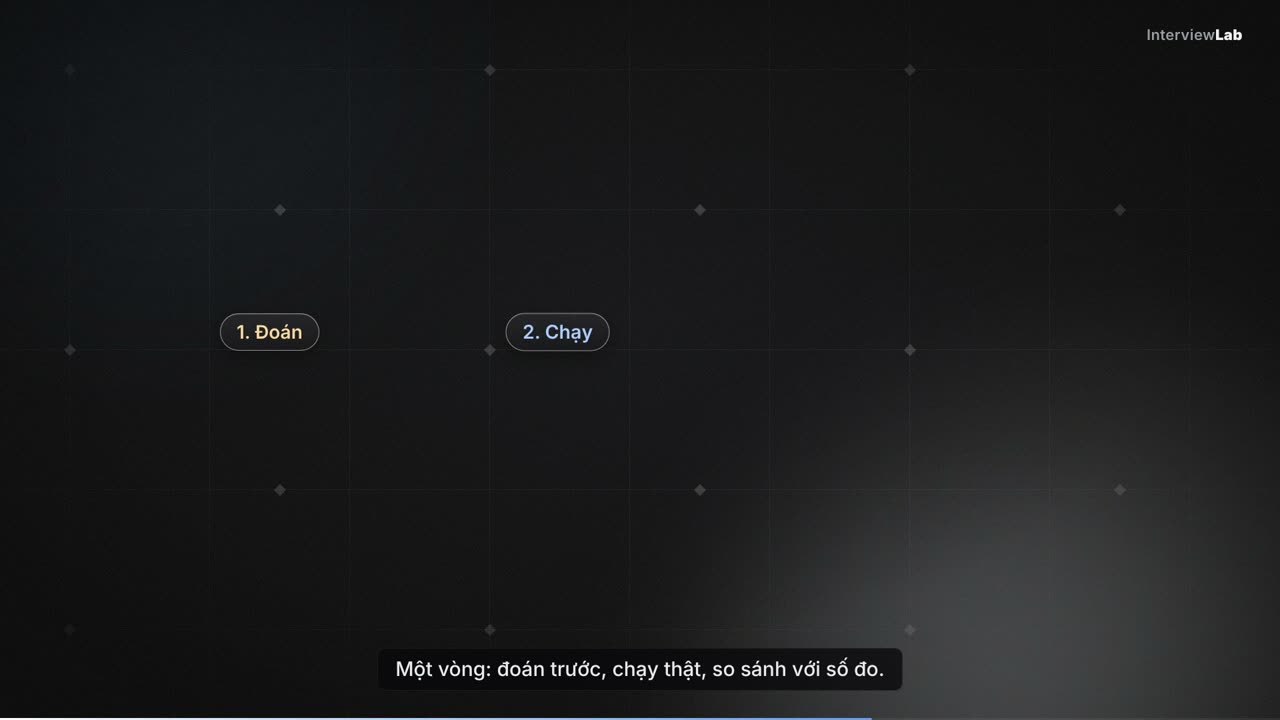 InterviewLab
1. Đoán
2. Chạy
Một vòng: đoán trước, chạy thật, so sánh với số đo.